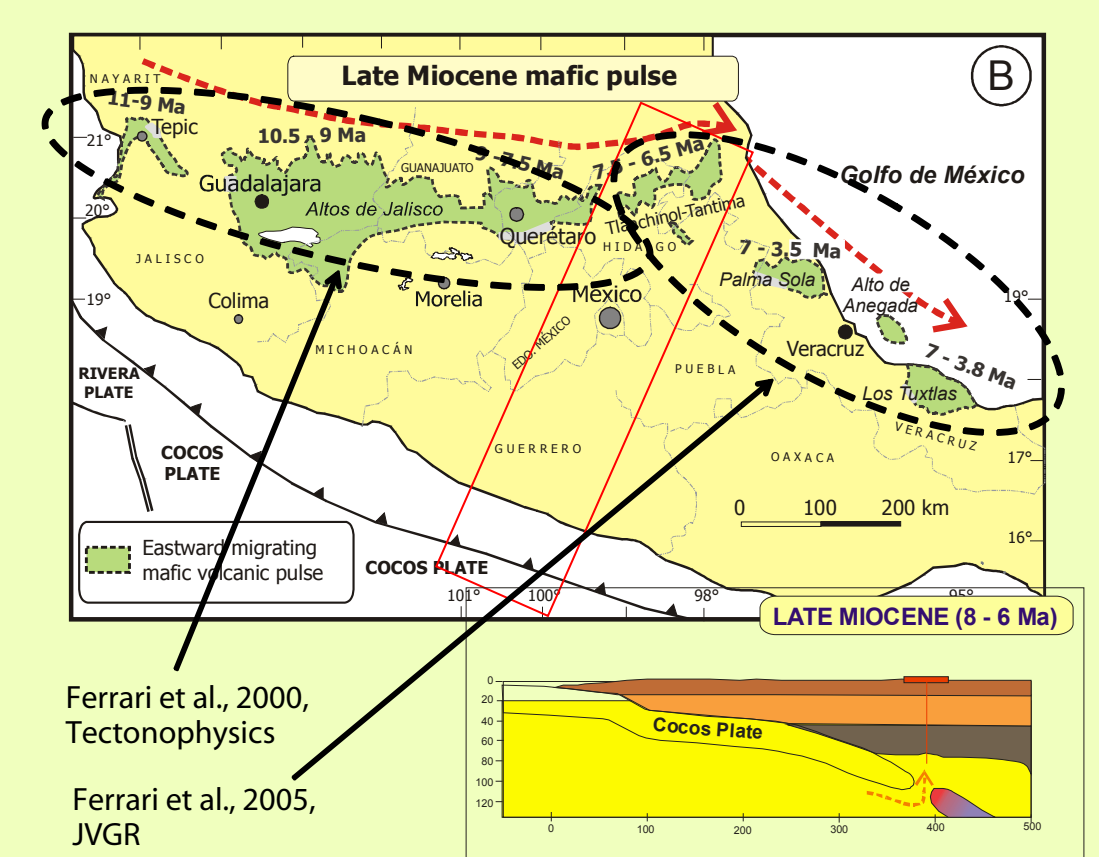 Late Miocene mafic pulse
B
NAYARIT
11-9 Ma
Tepic
21°
10.5 - 9 Ma
9 - 7.5 Ma
7.5 - 6.5 Ma
GUANAJUATO
Guadalajara
Altos de Jalisco
Golfo de México
20°
Tlanchinol-Tantima
Querétaro
HIDALGO
7 - 3.5 Ma
JALISCO
Palma Sola
Alto de
Anegada
19°
19°
Colima
Morelia
México
EDO. MÉXICO
Veracruz
MICHOACÁN
7 - 3.8 Ma
PUEBLA
RIVERA
PLATE
Los Tuxtlas
VERACRUZ
COCOS
PLATE
GUERRERO
OAXACA
17°
0 100 200 km
16°
Eastward migrating
mafic volcanic pulse
COCOS PLATE
101° 100° 98° 95°
LATE MIOCENE (8 - 6 Ma)
Ferrari et al., 2000,
Tectonophysics
Ferrari et al., 2005,
JVGR
Cocos Plate
0
20
40
60
80
100
120
0 100 200 300 400 500